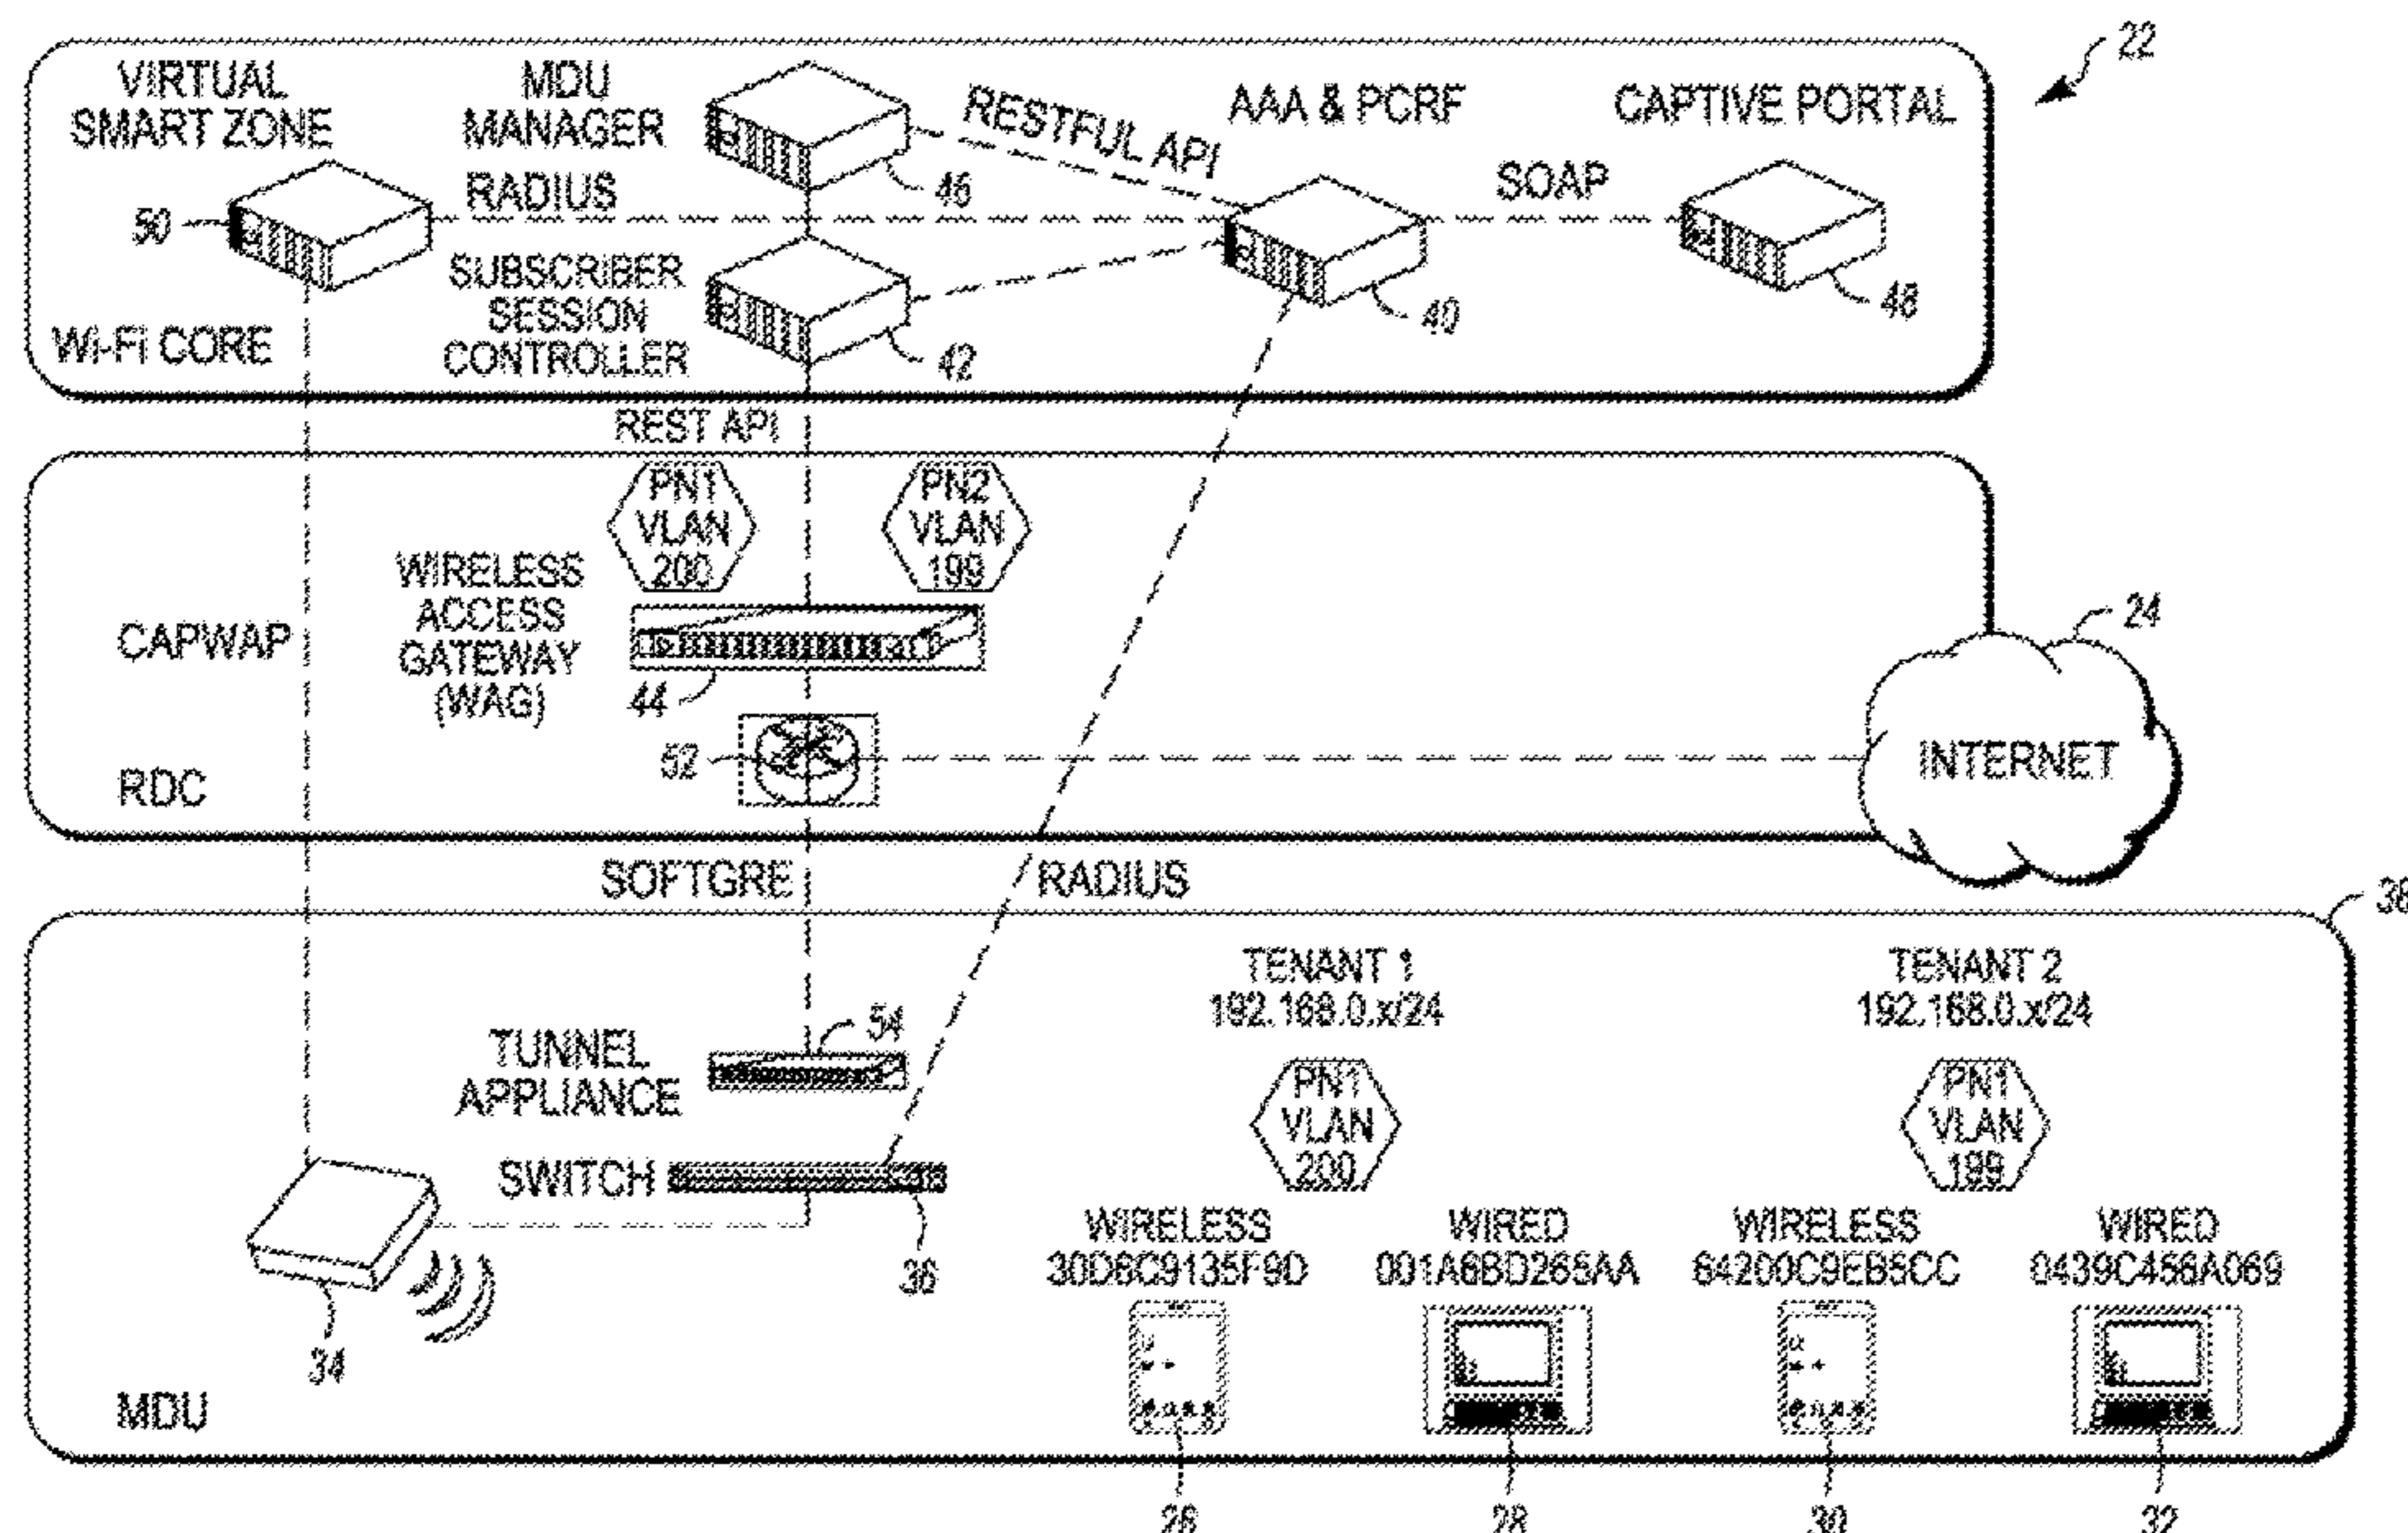 22
VIRTUAL
SMART ZONE
MDU
MANAGER
RESTFUL API
AAA & PCRF
CAPTIVE PORTAL
RADIUS
46
SOAP
50
SUBSCRIBER
SESSION
CONTROLLER
40
48
Wi-Fi CORE
42
REST API
PN1
VLAN
200
PN2
VLAN
199
WIRELESS
ACCESS
GATEWAY
(WAG)
CAPWAP
24
44
52
INTERNET
RDC
SOFTGRE
RADIUS
38
TENANT 1
192.168.0.x/24
TENANT 2
192.168.0.x/24
54
TUNNEL
APPLIANCE
PN1
VLAN
200
PN1
VLAN
199
SWITCH
WIRELESS
30D6C9135F9D
WIRED
001A6BD265AA
WIRELESS
64200C9EB5CC
WIRED
0439C456A069
36
34
MDU
26
28
30
32